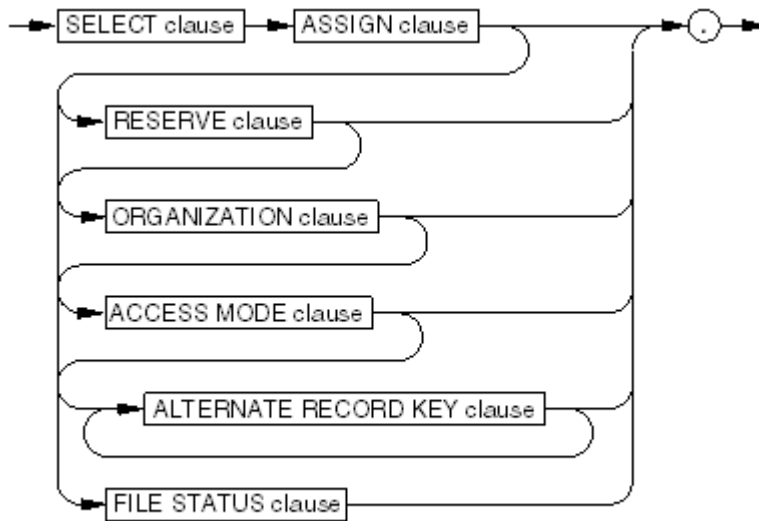 SELECT clause ASSIGN clause .
RESERVE clause
ORGANIZATION clause
ACCESS MODE clause
ALTERNATE RECORD KEY clause
FILE STATUS clause